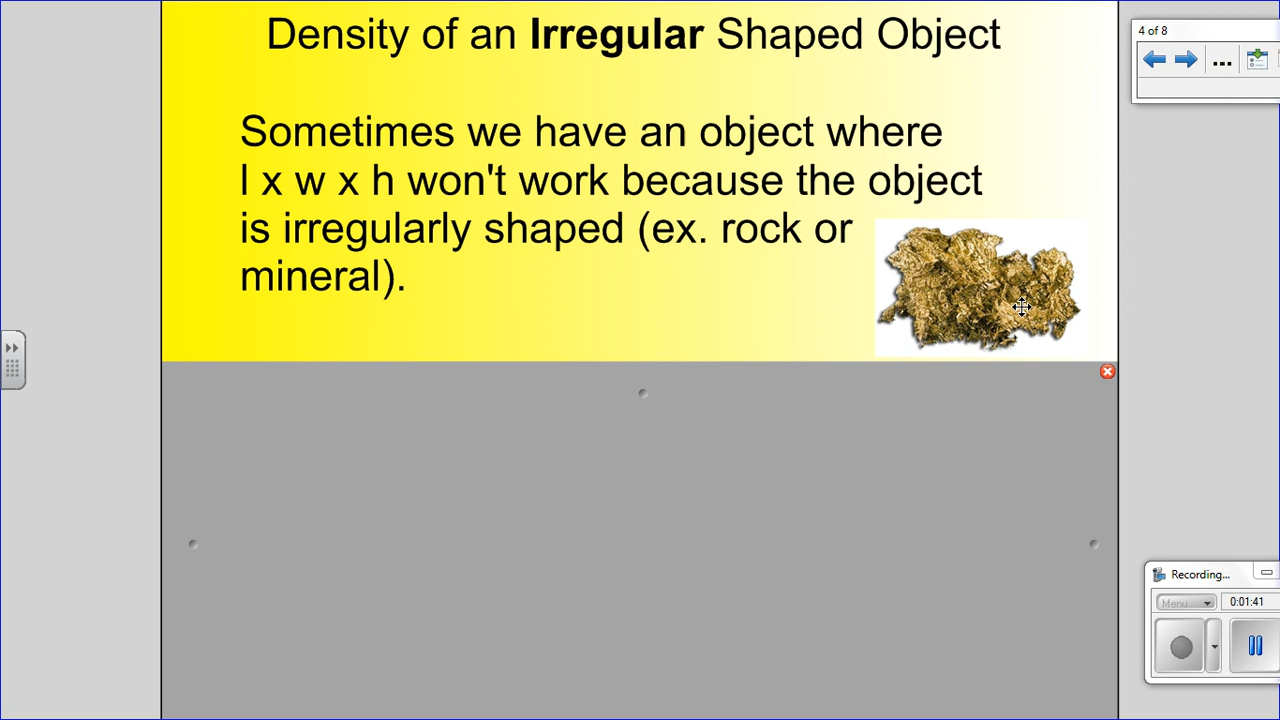 Density of an Irregular Shaped Object
4 of 8
Sometimes we have an object where
l x w x h won't work because the object
is irregularly shaped (ex. rock or
mineral).
Recording...
Menu
0:01:41